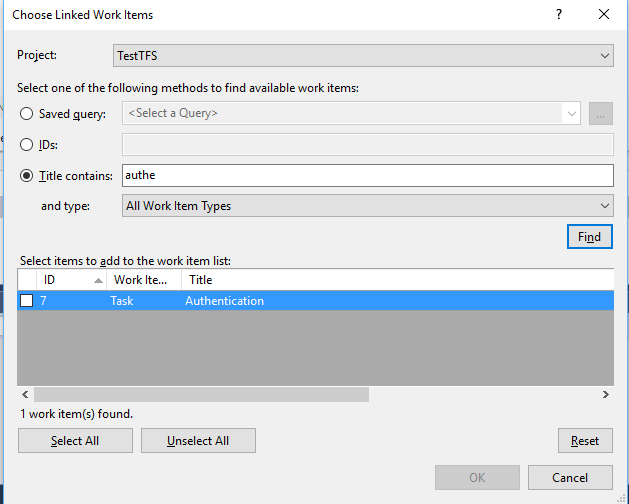 Choose Linked Work Items
Project: TestTFS
Select one of the following methods to find available work items:
Saved query: <Select a Query> ...
IDs:
Title contains: authe
and type: All Work Item Types
Find
Select items to add to the work item list:
ID Work Ite... Title
7 Task Authentication
1 work item(s) found.
Select All Unselect All Reset
OK Cancel